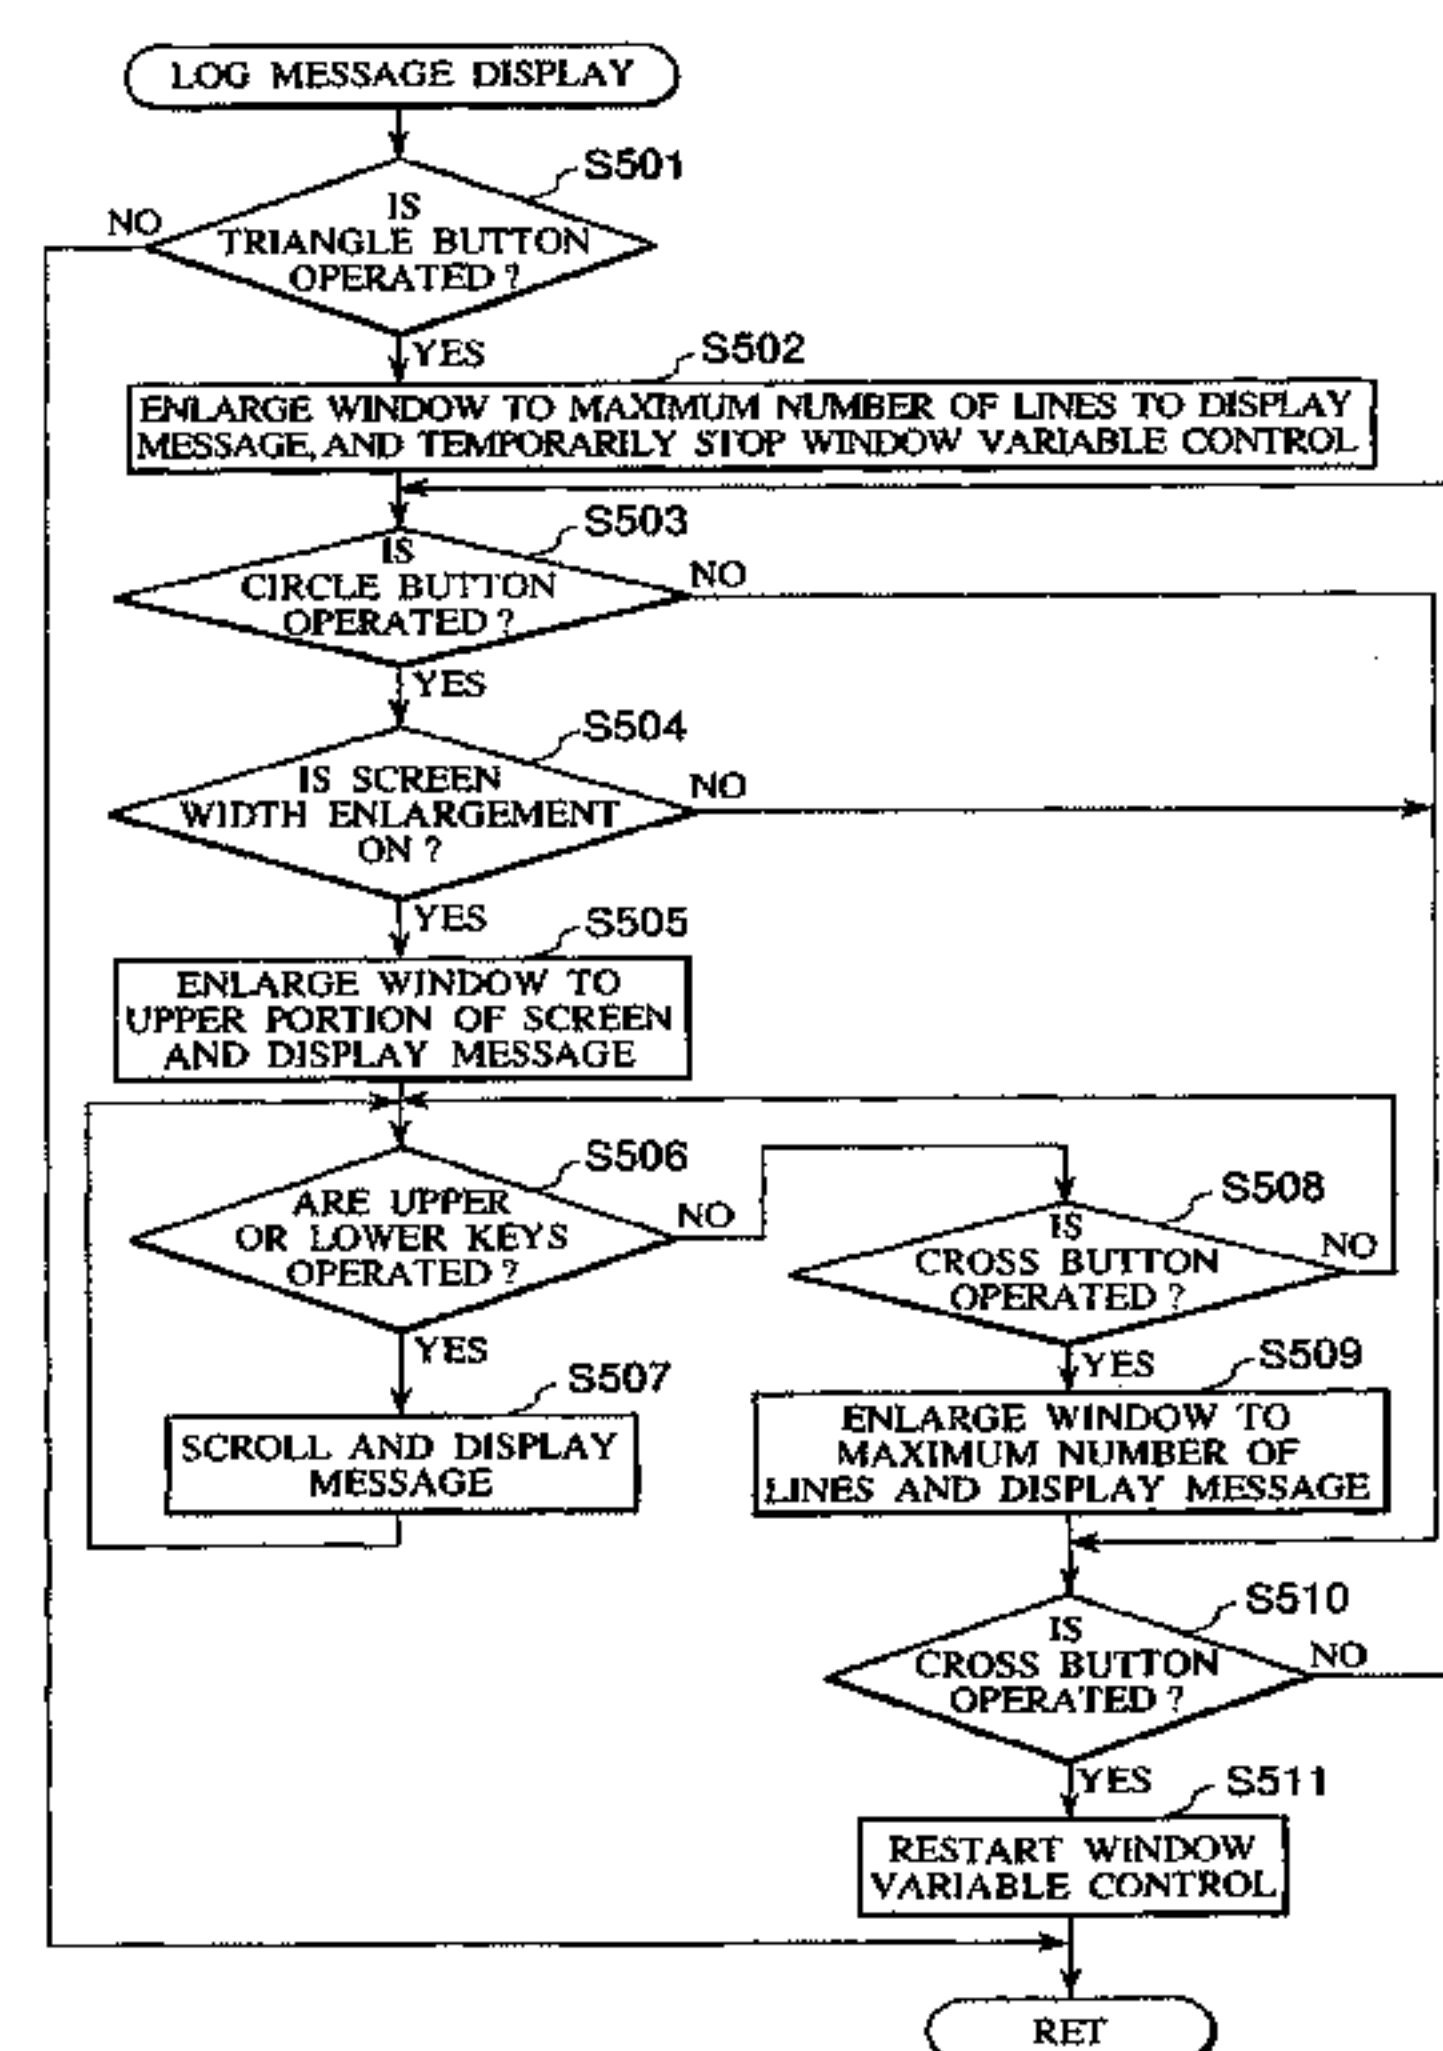 LOG MESSAGE DISPLAY
S501
NO
IS
TRIANGLE BUTTON
OPERATED?
YES
S502
ENLARGE WINDOW TO MAXIMUM NUMBER OF LINES TO DISPLAY
MESSAGE, AND TEMPORARILY STOP WINDOW VARIABLE CONTROL
S503
IS
CIRCLE BUTTON
OPERATED?
NO
YES
S504
IS SCREEN
WIDTH ENLARGEMENT
ON?
NO
YES
S505
ENLARGE WINDOW TO
UPPER PORTION OF SCREEN
AND DISPLAY MESSAGE
S506
ARE UPPER
OR LOWER KEYS
OPERATED?
NO
YES
S507
SCROLL AND DISPLAY
MESSAGE
S508
IS
CROSS BUTTON
OPERATED?
NO
YES
S509
ENLARGE WINDOW TO
MAXIMUM NUMBER OF
LINES AND DISPLAY MESSAGE
S510
IS
CROSS BUTTON
OPERATED?
NO
YES
S511
RESTART WINDOW
VARIABLE CONTROL
RET